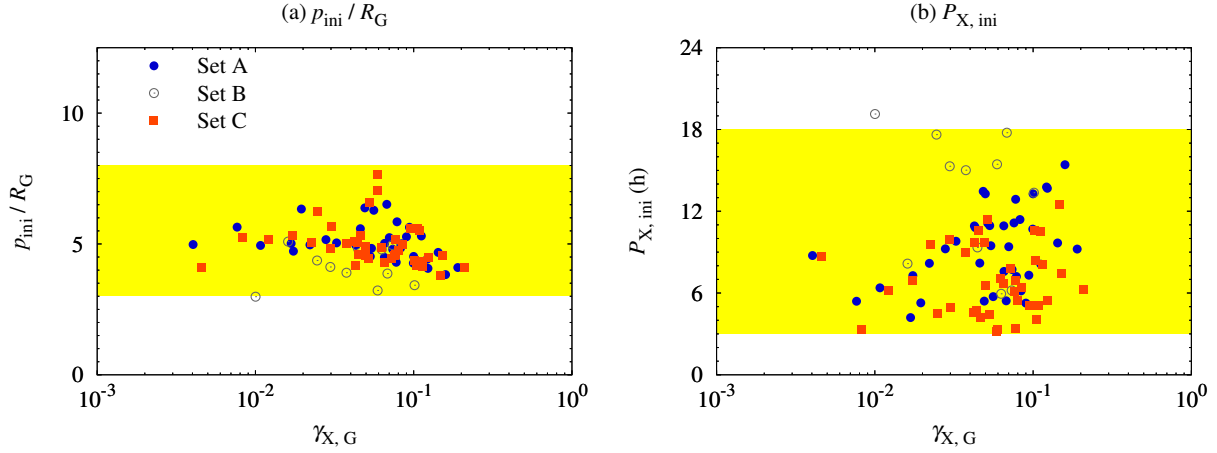 (a) p_ini / R_G
p_ini / R_G
10
5
0
Set A
Set B
Set C
10^-3
10^-2
10^-1
10^0
γ_X, G
(b) P_X, ini
P_X, ini (h)
24
18
12
6
0
10^-3
10^-2
10^-1
10^0
γ_X, G